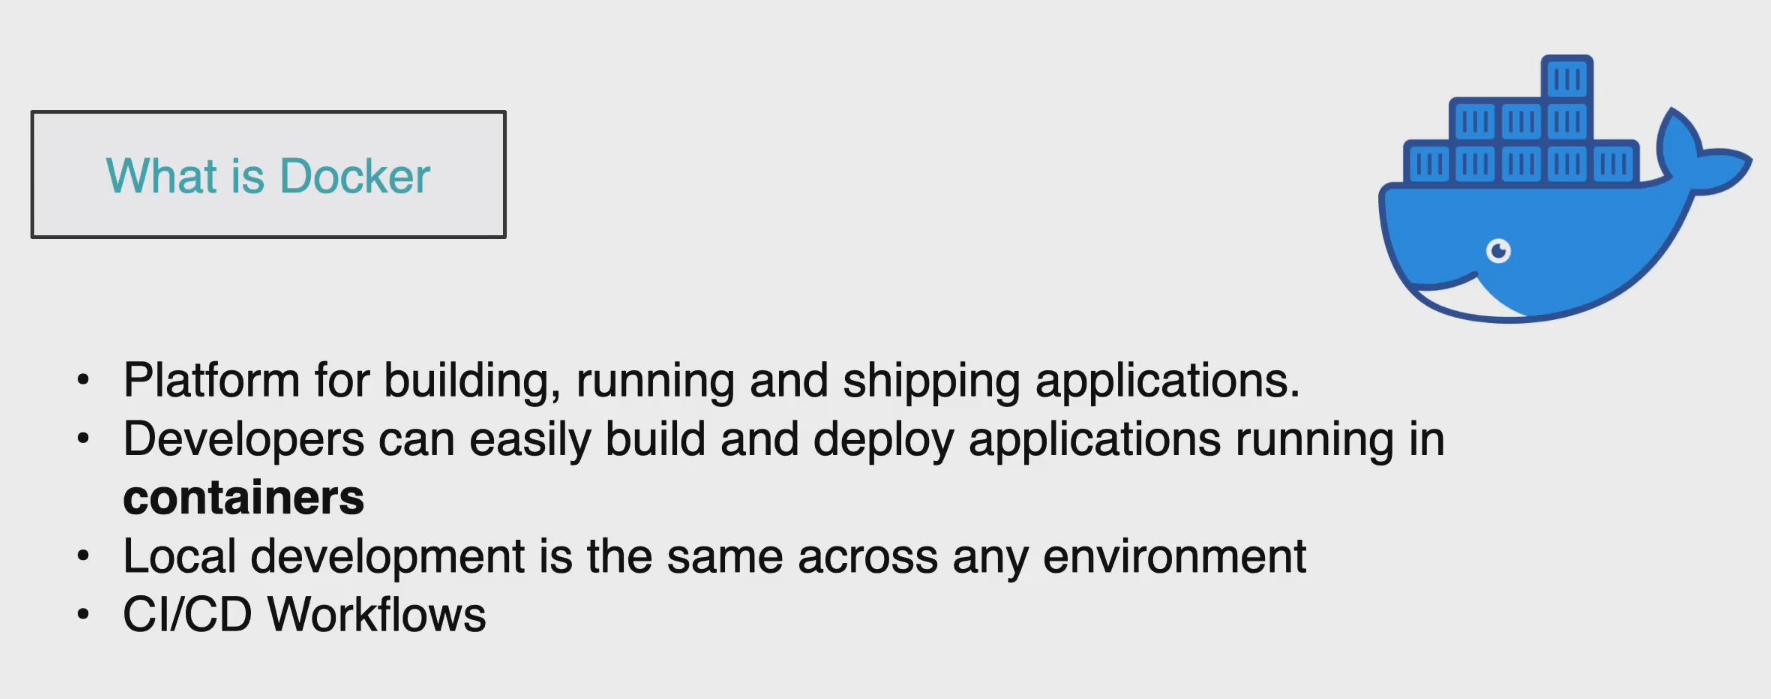 What is Docker
• Platform for building, running and shipping applications.
• Developers can easily build and deploy applications running in
containers
• Local development is the same across any environment
• CI/CD Workflows